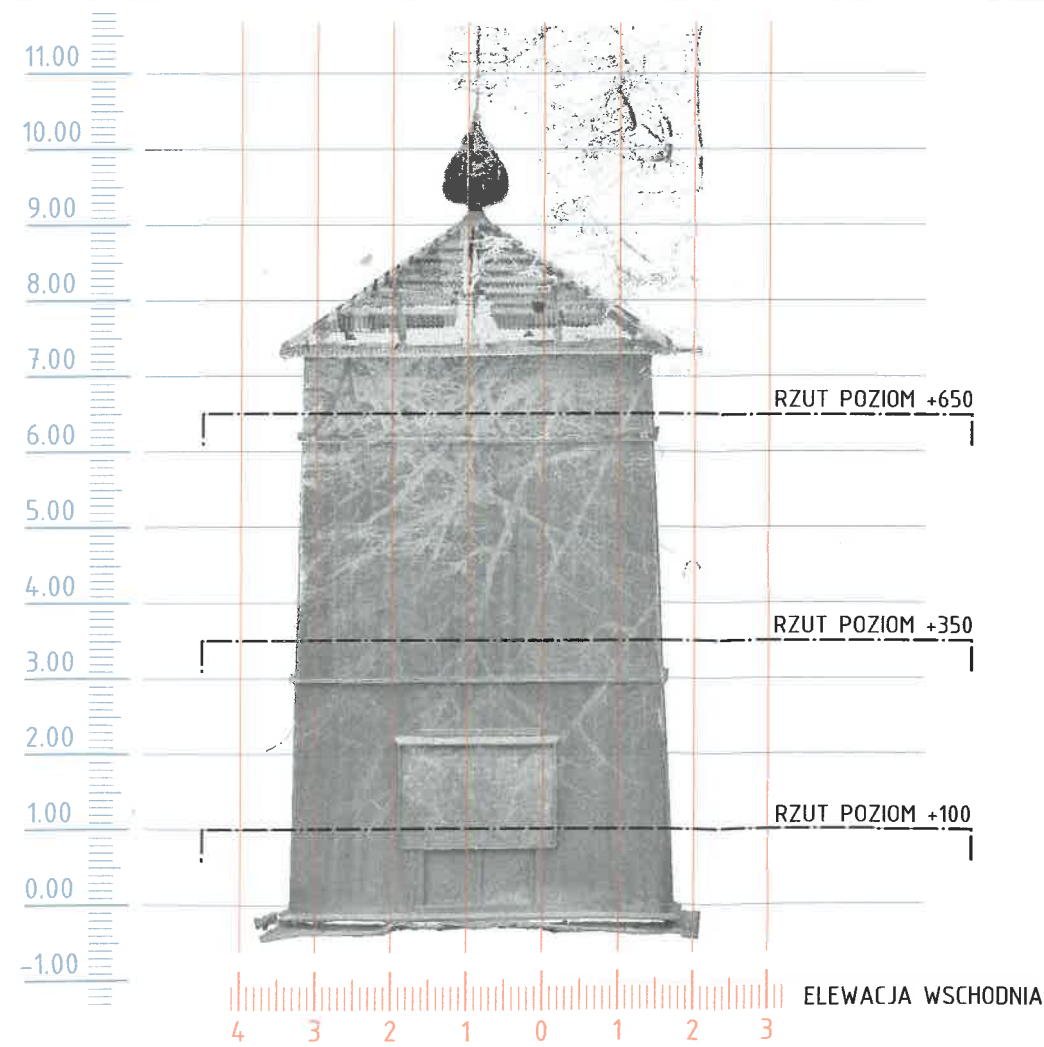 11.00
10.00
9.00
8.00
7.00
RZUT POZIOM +650
6.00
5.00
4.00
RZUT POZIOM +350
3.00
2.00
1.00
RZUT POZIOM +100
0.00
-1.00
ELEWACJA WSCHODNIA
4 3 2 1 0 1 2 3